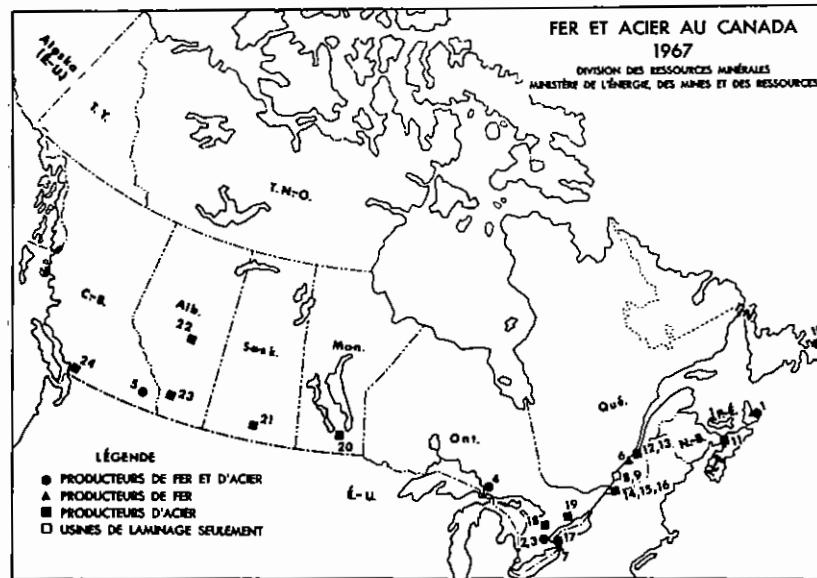 FER ET ACIER AU CANADA
1967
DIVISION DES RESSOURCES MINÉRALES
MINISTÈRE DE L'ÉNERGIE, DES MINES ET DES RESSOURCES
Alaska
(É-U.)
T.Y.
T.N-O.
C-B.
Alb.
22
Sask.
Man.
24
5
23
21
20
Ont.
Qué.
É-U.
4
6
12,13
8,9
14,15,16
N-B.
Î.P-É.
1
11
19
18
2,3
17
7
LÉGENDE
PRODUCTEURS DE FER ET D'ACIER
PRODUCTEURS DE FER
PRODUCTEURS D'ACIER
USINES DE LAMINAGE SEULEMENT